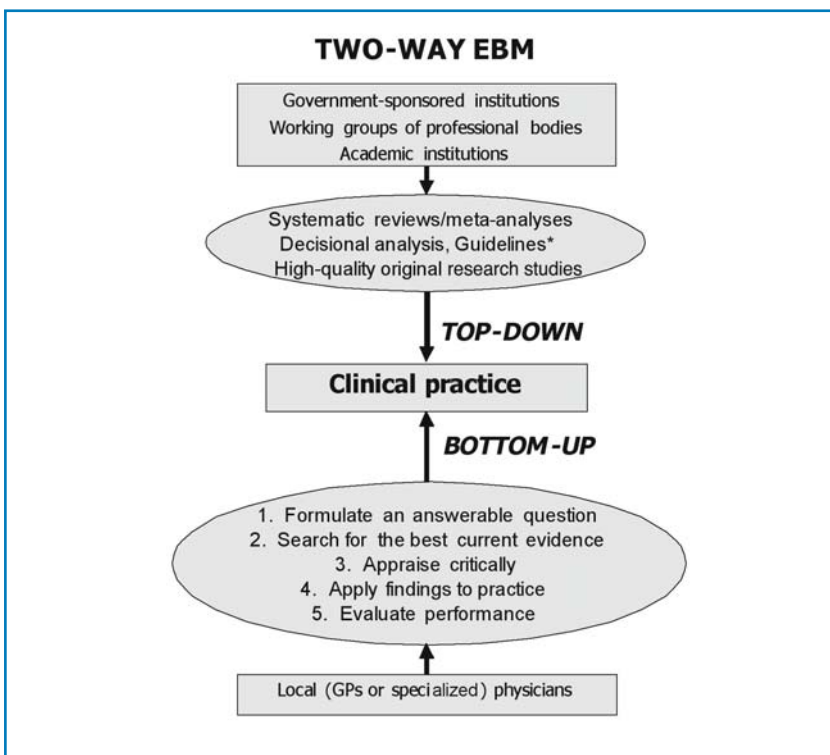 TWO-WAY EBM
Government-sponsored institutions
Working groups of professional bodies
Academic institutions
Systematic reviews/meta-analyses
Decisional analysis, Guidelines*
High-quality original research studies
TOP-DOWN
Clinical practice
BOTTOM-UP
1. Formulate an answerable question
2. Search for the best current evidence
3. Appraise critically
4. Apply findings to practice
5. Evaluate performance
Local (GPs or specialized) physicians